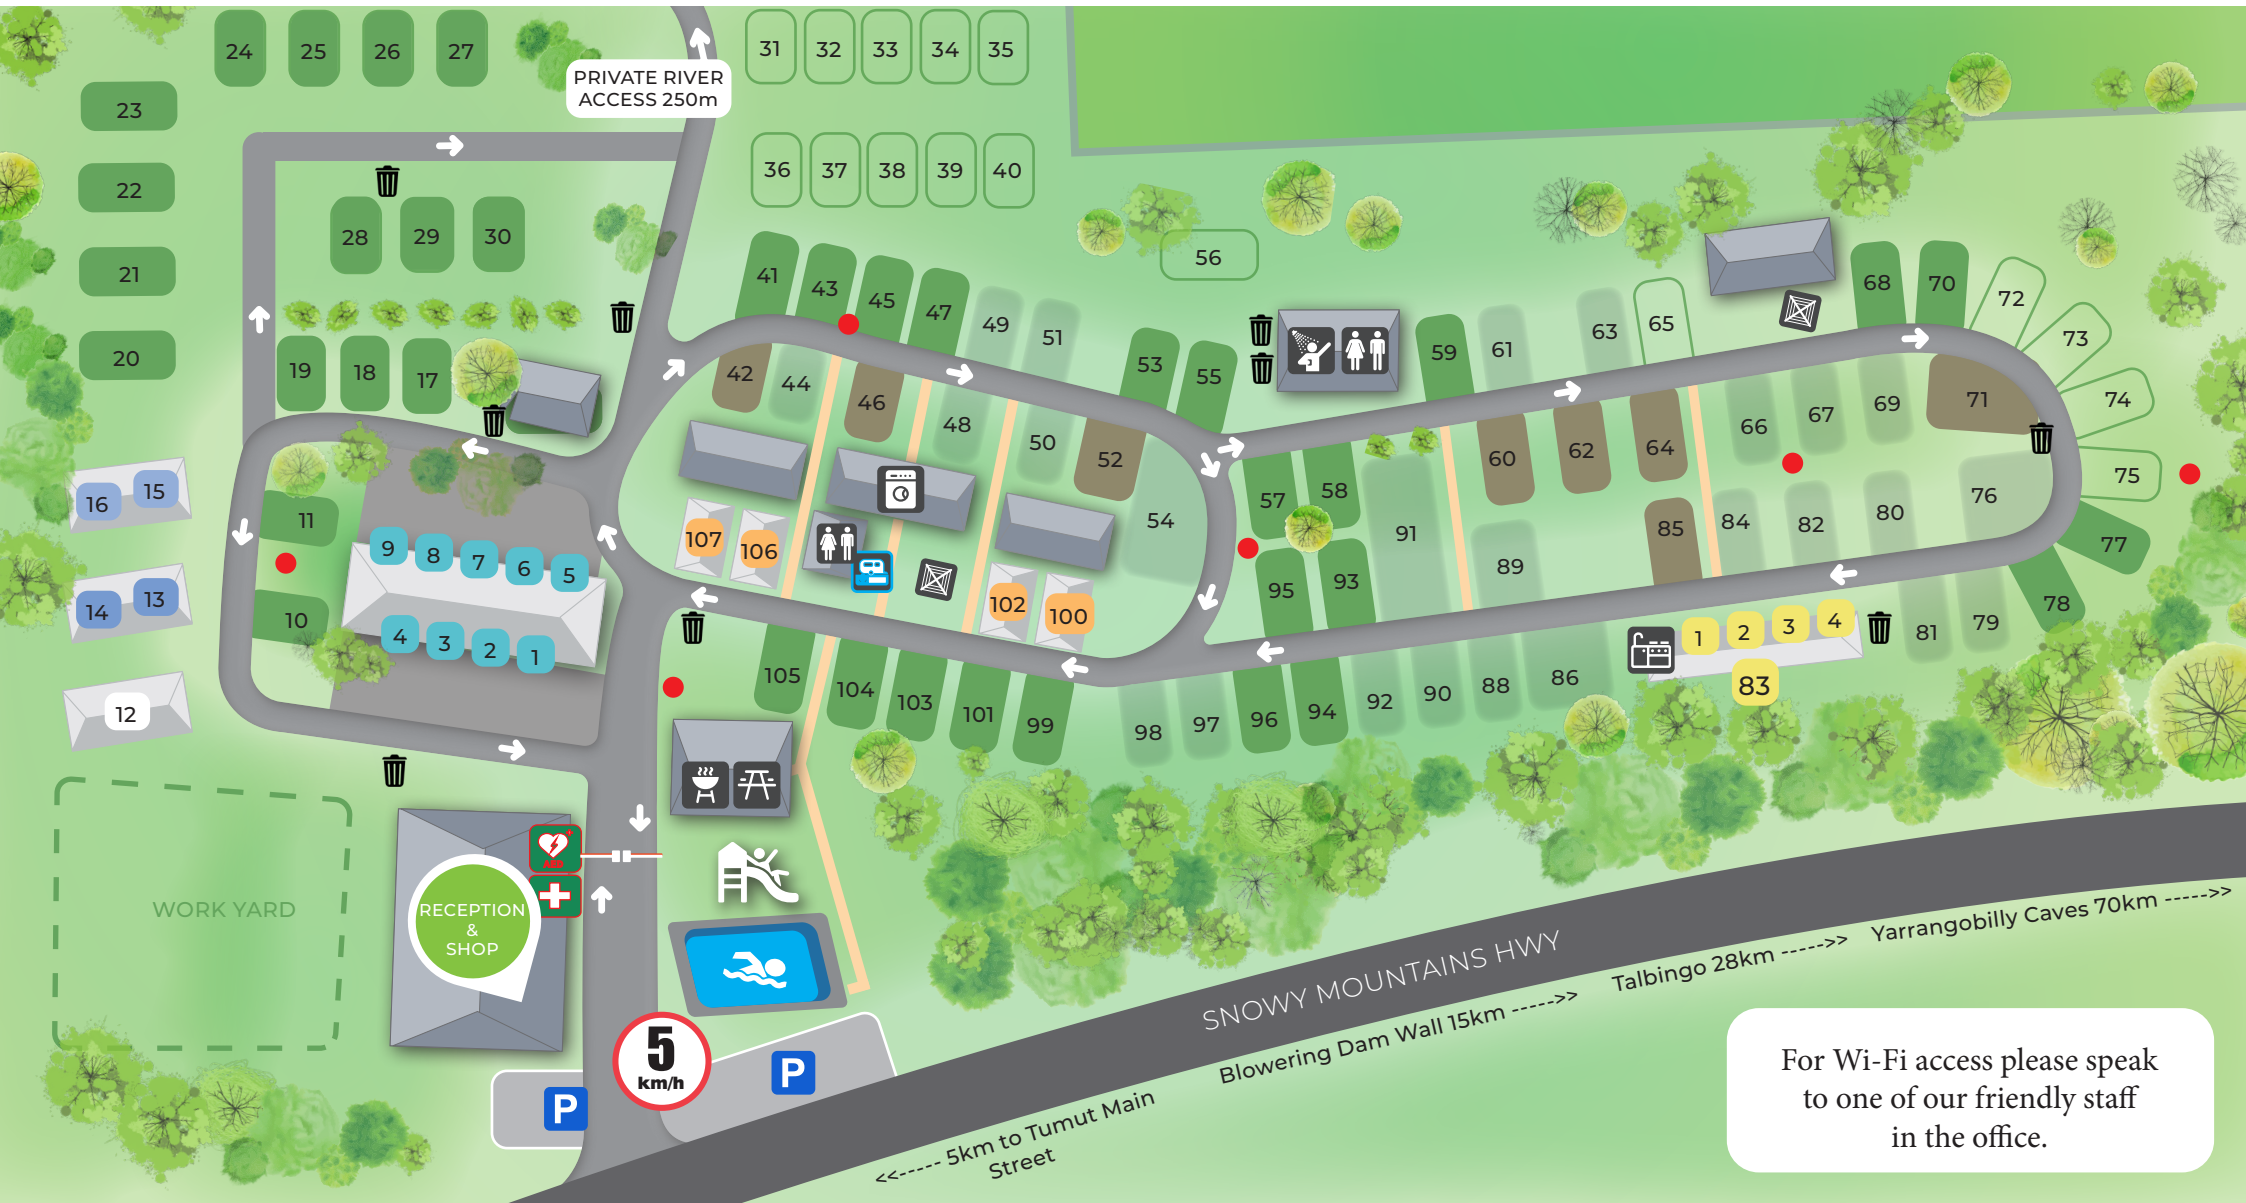 24 25 26 27
31 32 33 34 35
PRIVATE RIVER
ACCESS 250m
23
36 37 38 39 40
22
28 29 30
21
56
20
19 18 17
41 43 45 47 49 51
53 55
59 61 63 65
68 70 72 73 74 75
42 44 46 48 50 52
54
57 58 91
60 62 64
66 67 69 71
16 15
11
9 8 7 6 5
107 106
102 100
95 93
89
85 84 82 80 76
77
78
14 13
10
4 3 2 1
12
105 104 103 101 99
98 97 96 94 92 90 88 86
1 2 3 4
83
81 79
AED
RECEPTION
&
SHOP
WORK YARD
5
km/h
P
P
SNOWY MOUNTAINS HWY
<<----- 5km to Tumut Main
Street
Blowering Dam Wall 15km ----->>
Talbingo 28km ----->>
Yarrangobilly Caves 70km ----->>
For Wi-Fi access please speak
to one of our friendly staff
in the office.